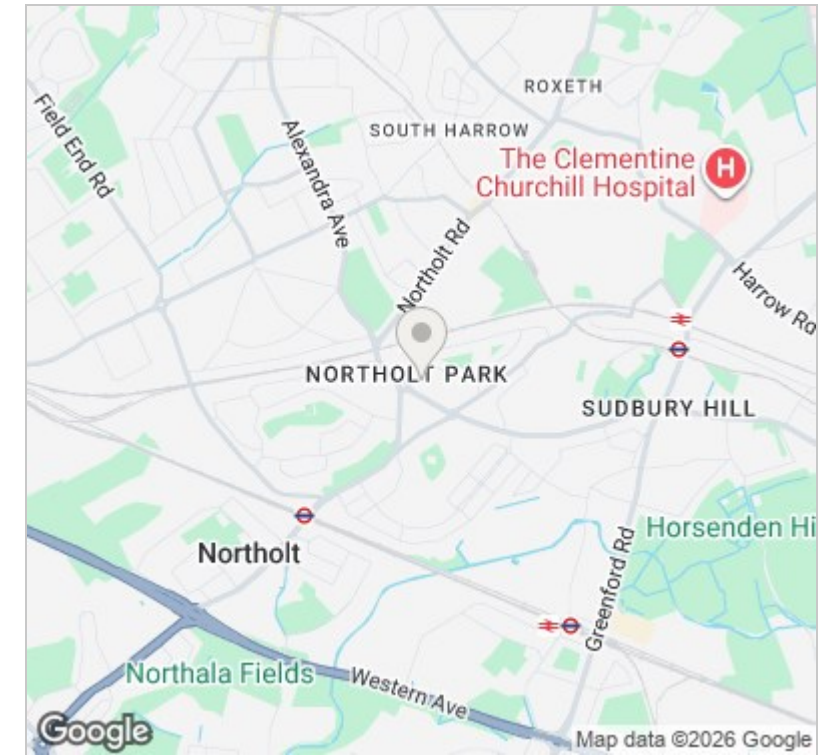 ROXETH
Field End Rd
Alexandra Ave
SOUTH HARROW
The Clementine
Churchill Hospital
H
Northolt Rd
Harrow Rd
NORTHOLT PARK
SUDBURY HILL
Northolt
Horsenden Hi
Greenford Rd
Northala Fields
Western Ave
Google
Map data ©2026 Google